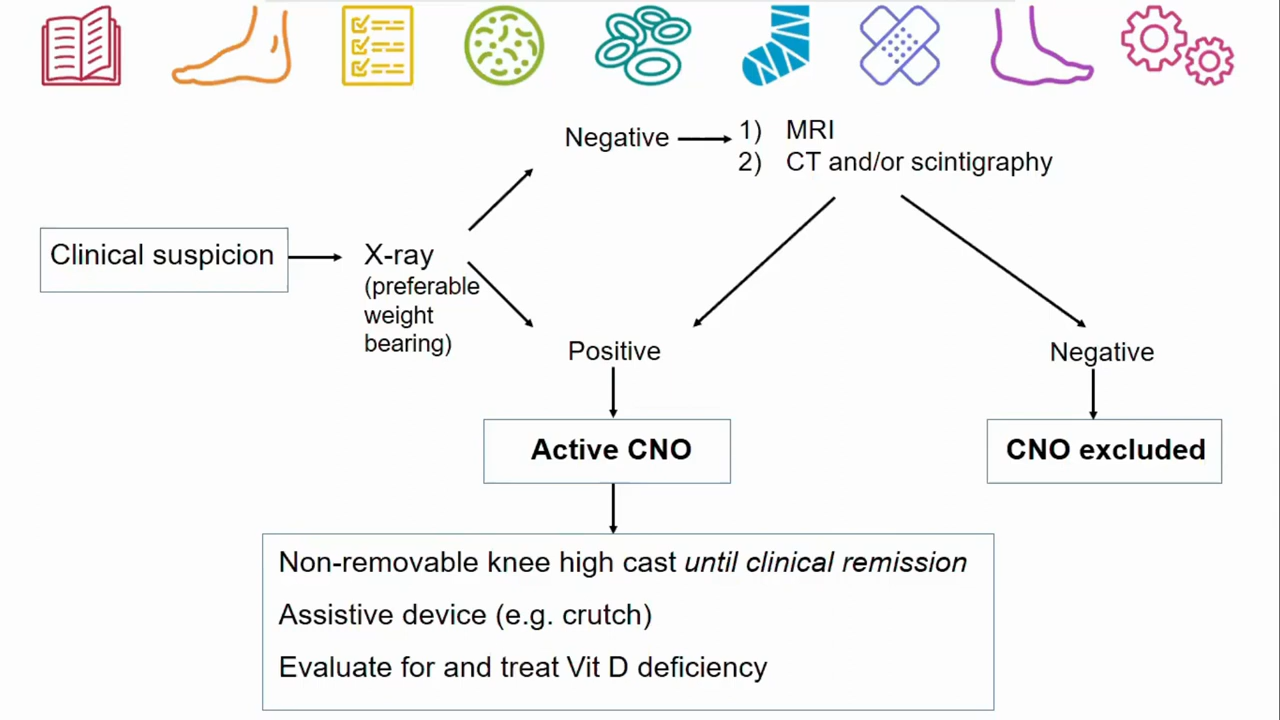 Negative
1) MRI
2) CT and/or scintigraphy
Clinical suspicion
X-ray
(preferable
weight
bearing)
Positive
Negative
Active CNO
CNO excluded
Non-removable knee high cast until clinical remission
Assistive device (e.g. crutch)
Evaluate for and treat Vit D deficiency